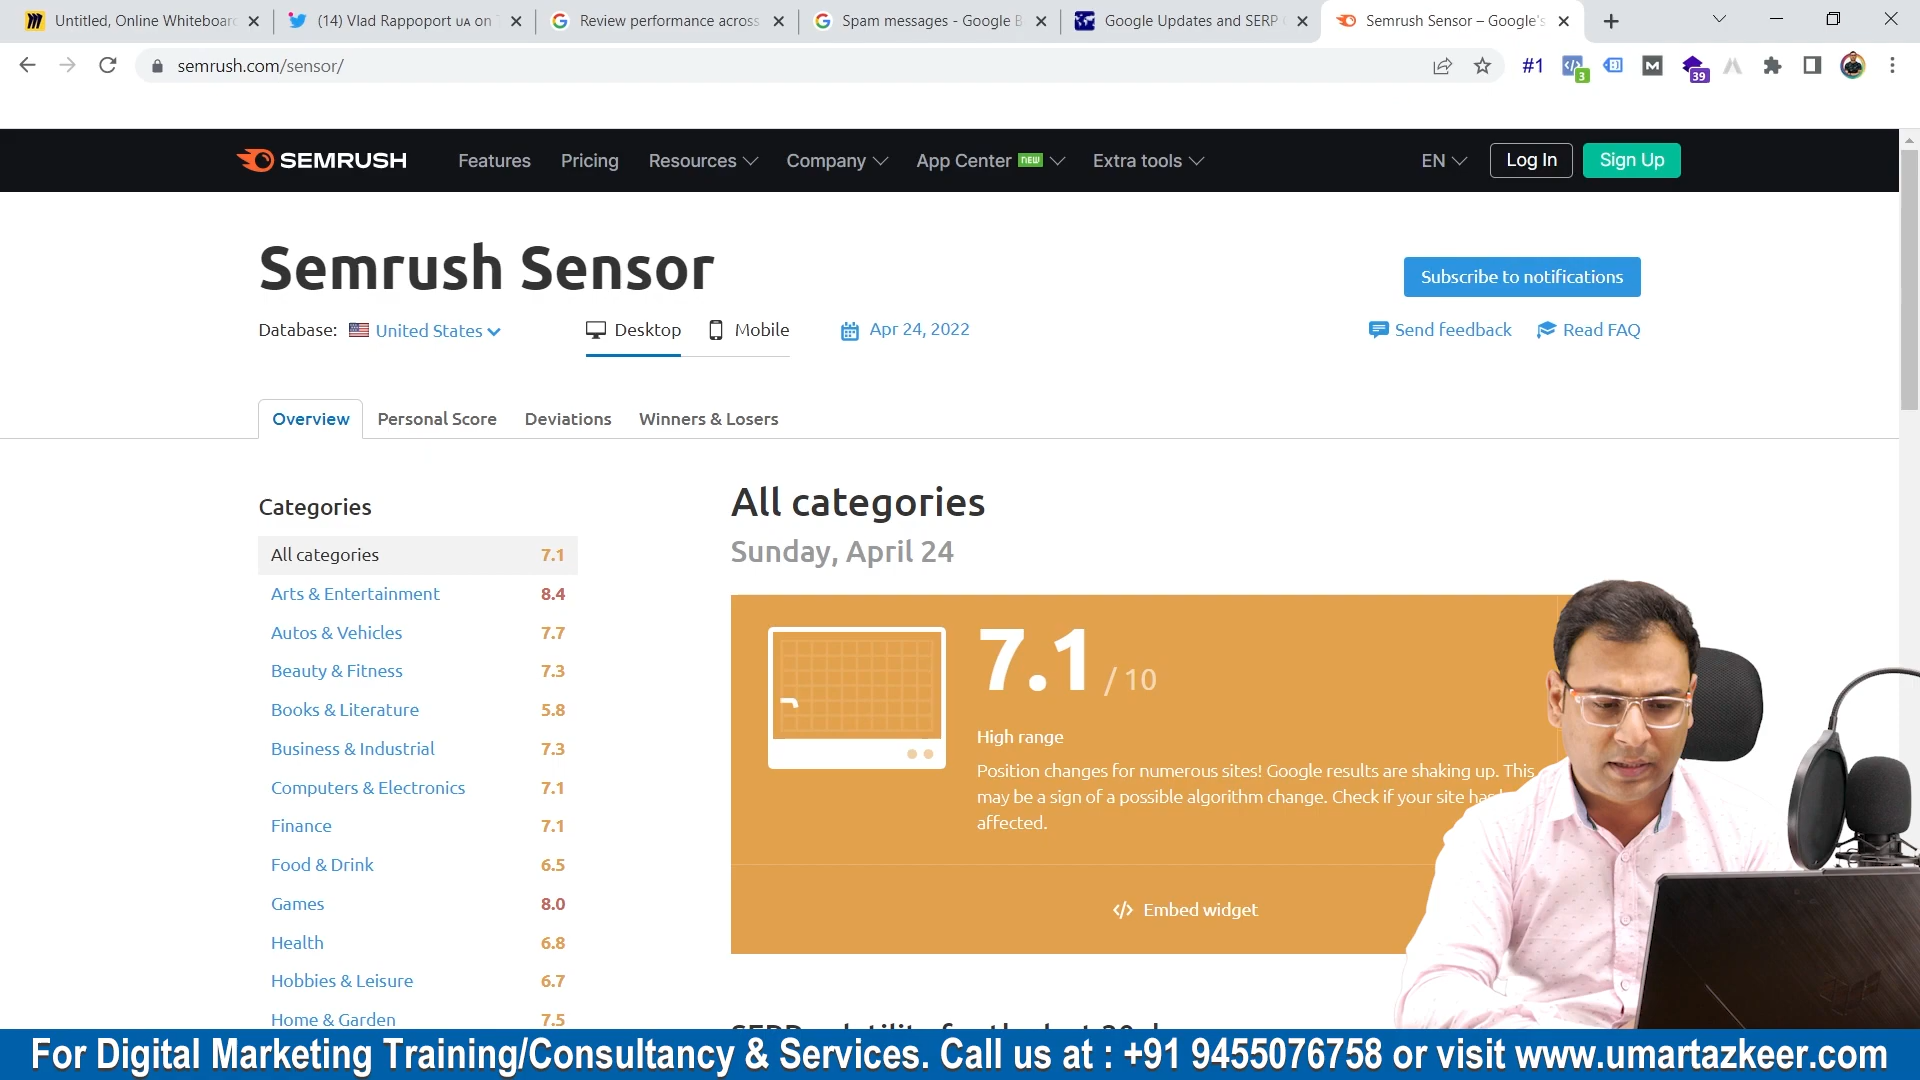 Untitled, Online Whiteboard
(14) Vlad Rappoport UA on T
Review performance across
Spam messages - Google B
Google Updates and SERP
Semrush Sensor – Google's
semrush.com/sensor/
#1
3
M
39
SEMRUSH
Features
Pricing
Resources
Company
App Center NEW
Extra tools
EN
Log In
Sign Up
Semrush Sensor
Subscribe to notifications
Database: United States
Desktop
Mobile
Apr 24, 2022
Send feedback
Read FAQ
Overview
Personal Score
Deviations
Winners & Losers
Categories
All categories 7.1
Arts & Entertainment 8.4
Autos & Vehicles 7.7
Beauty & Fitness 7.3
Books & Literature 5.8
Business & Industrial 7.3
Computers & Electronics 7.1
Finance 7.1
Food & Drink 6.5
Games 8.0
Health 6.8
Hobbies & Leisure 6.7
Home & Garden 7.5
All categories
Sunday, April 24
7.1 / 10
High range
Position changes for numerous sites! Google results are shaking up. This
may be a sign of a possible algorithm change. Check if your site has
affected.
Embed widget
For Digital Marketing Training/Consultancy & Services. Call us at : +91 9455076758 or visit www.umartazkeer.com